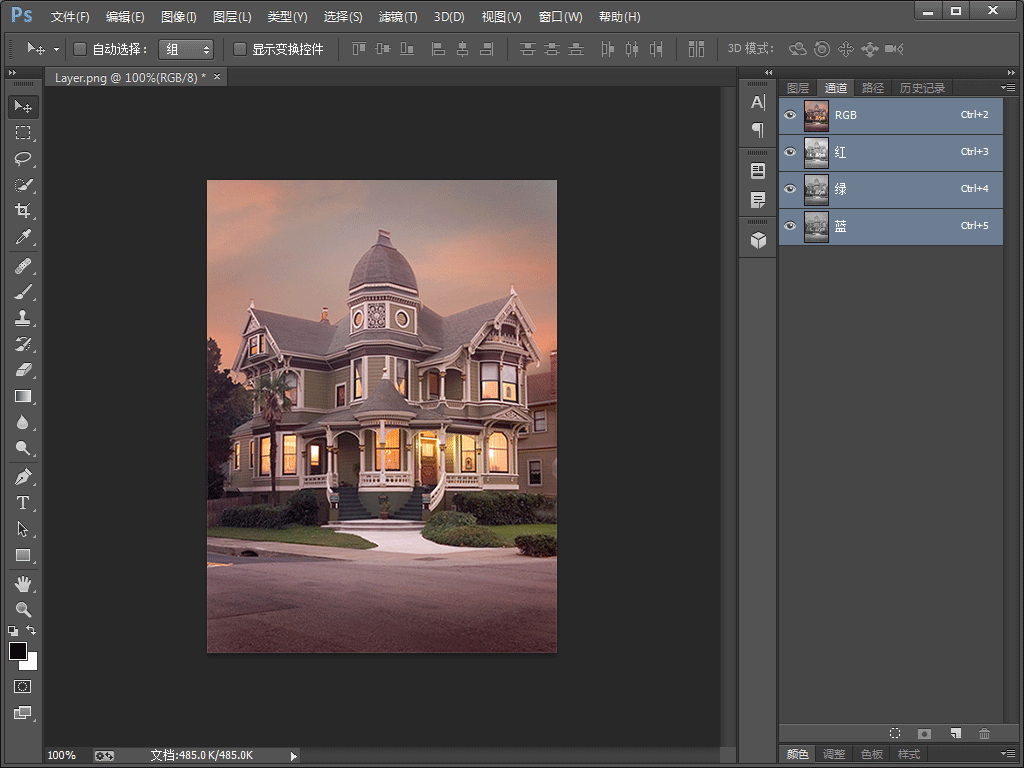 Ps 文件(F) 编辑(E) 图像(I) 图层(L) 类型(Y) 选择(S) 滤镜(T) 3D(D) 视图(V) 窗口(W) 帮助(H)
自动选择： 组 显示变换控件 3D 模式：
Layer.png @ 100%(RGB/8) * ×
图层 通道 路径 历史记录
RGB Ctrl+2
红 Ctrl+3
绿 Ctrl+4
蓝 Ctrl+5
100% 文档:485.0K/485.0K
颜色 调整 色板 样式